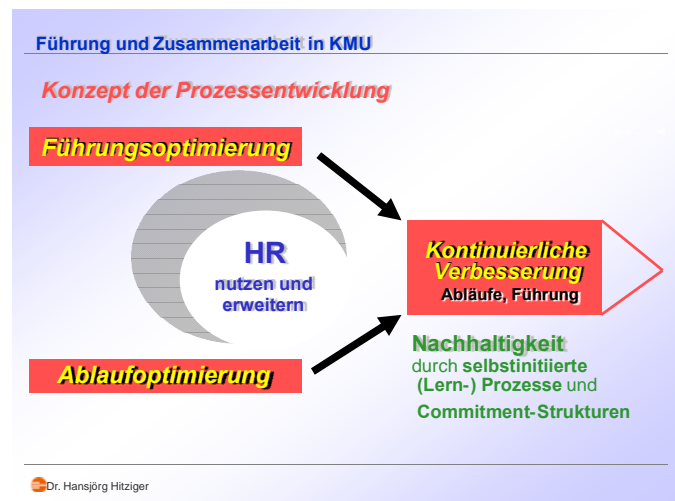 Führung und Zusammenarbeit in KMU
Konzept der Prozessentwicklung
Führungsoptimierung
HR
nutzen und
erweitern
Ablaufoptimierung
Kontinuierliche
Verbesserung
Abläufe, Führung
Nachhaltigkeit
durch selbstinitiierte
(Lern-) Prozesse und
Commitment-Strukturen
Dr. Hansjörg Hitziger